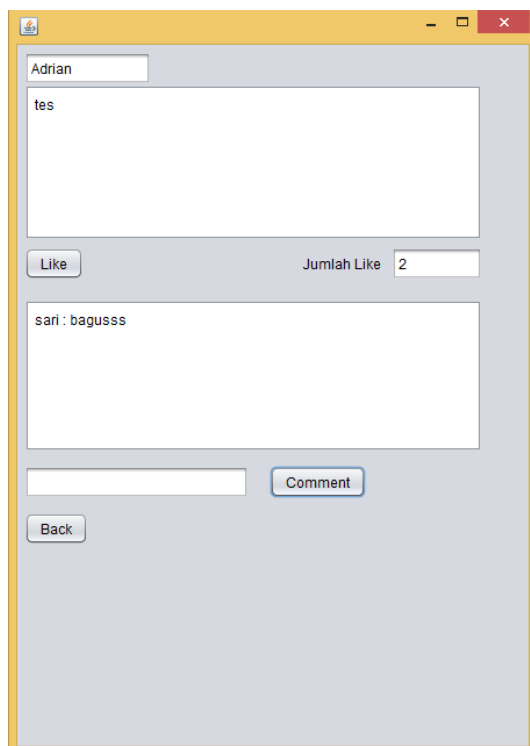 Adrian
tes
Like Jumlah Like 2
sari : bagusss
Comment
Back